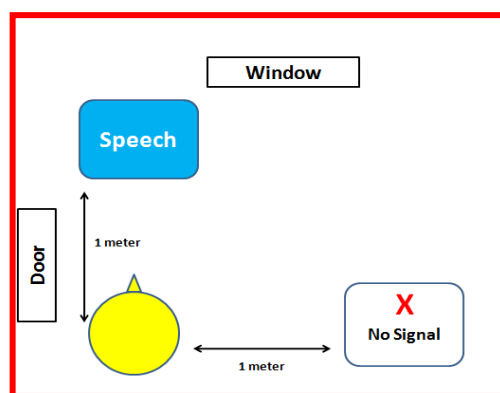 Window
Speech
1 meter
Door
X
No Signal
1 meter